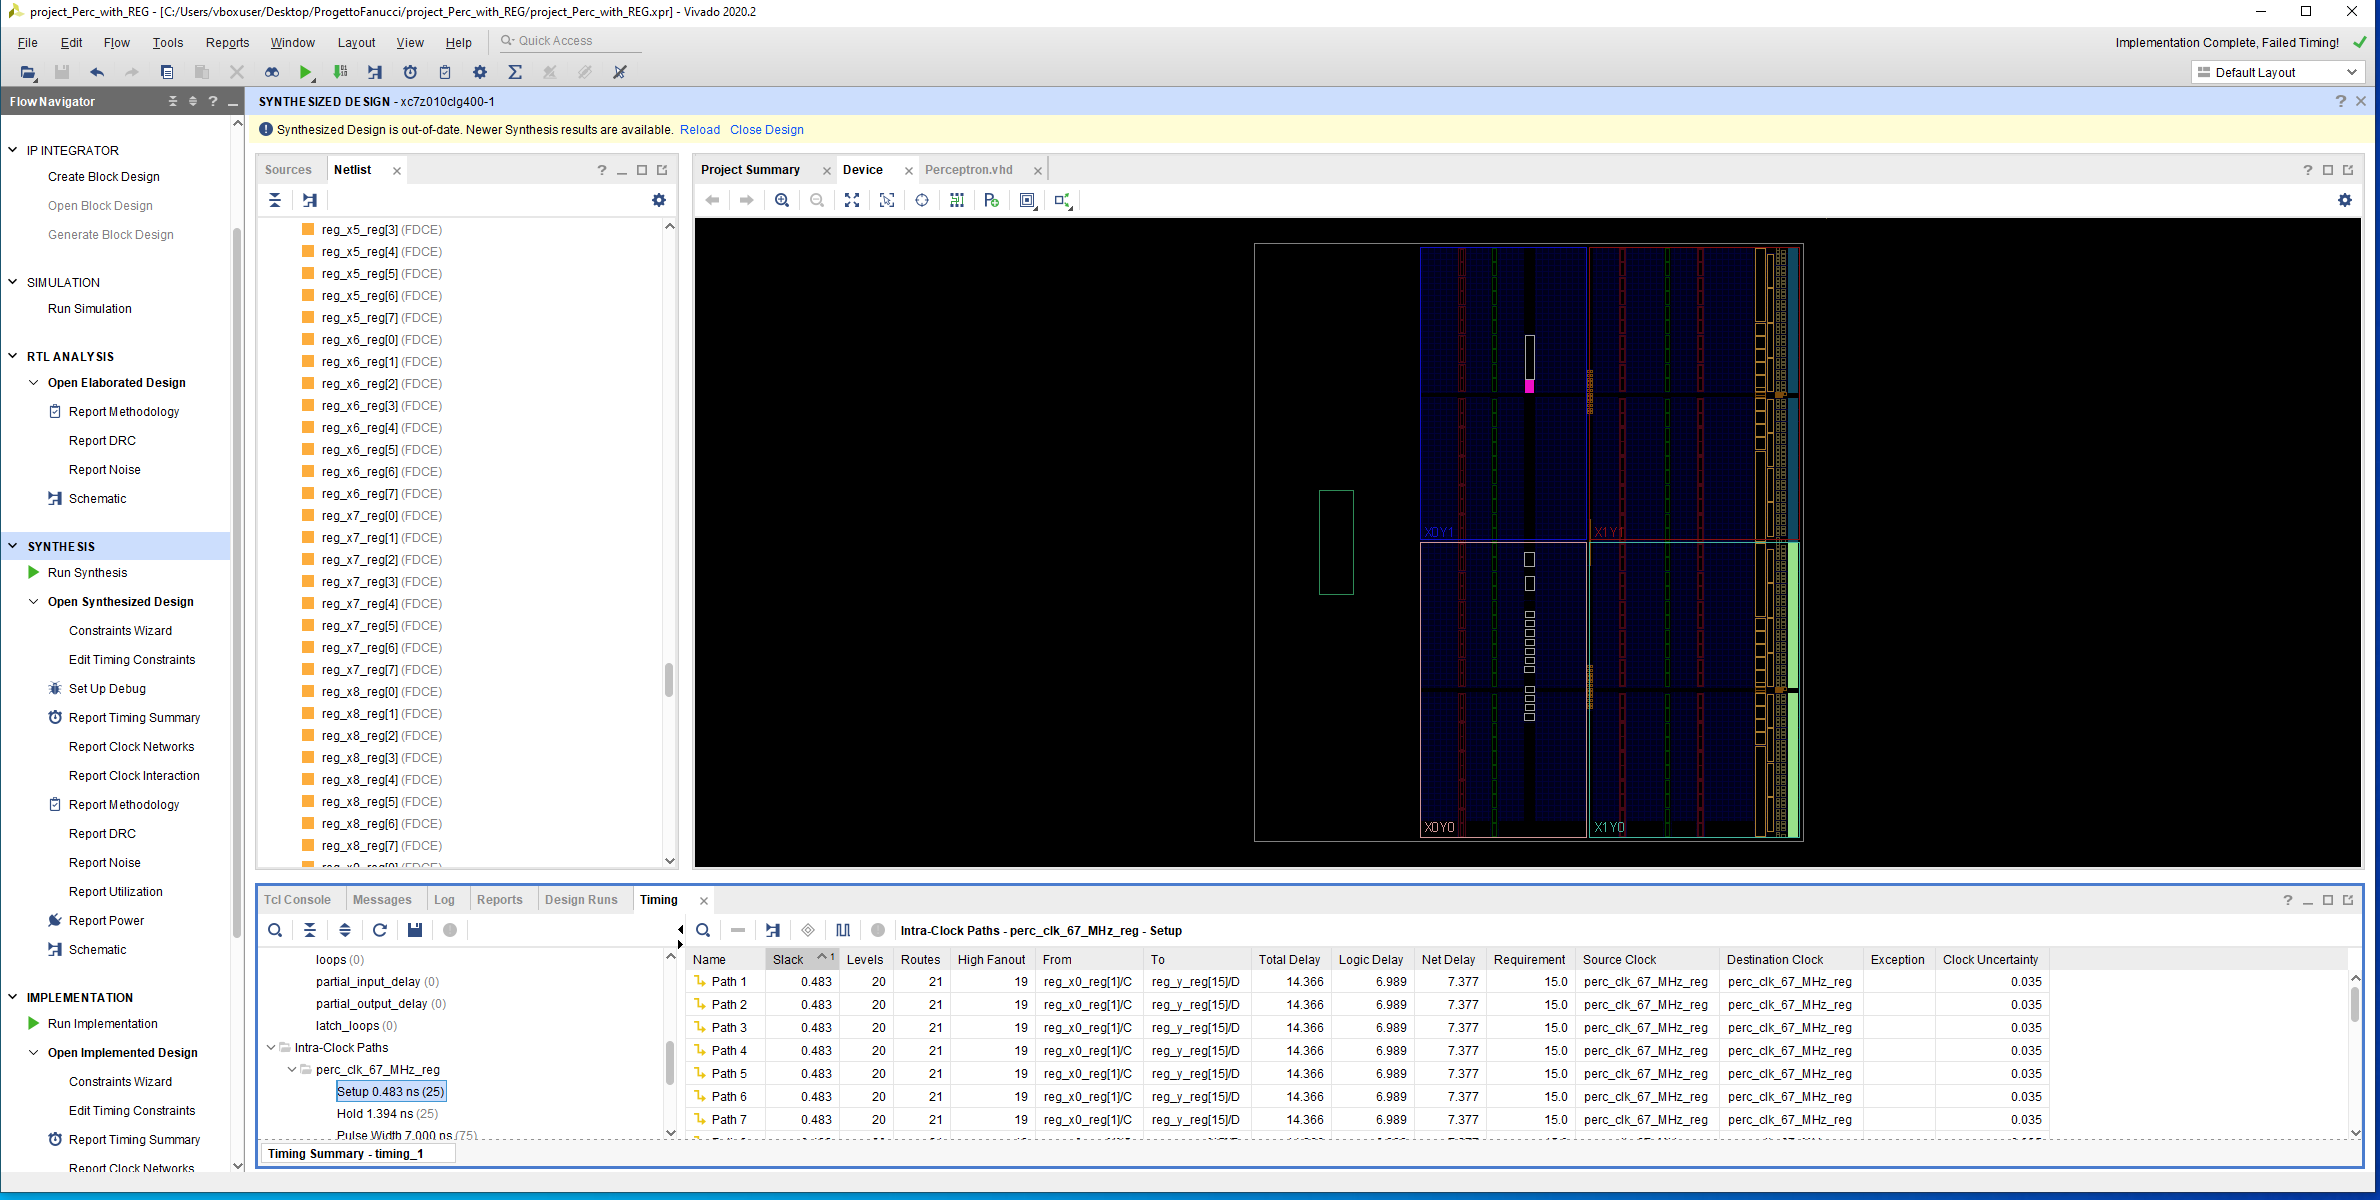 project_Perc_with_REG - [C:/Users/vboxuser/Desktop/ProgettoFanucci/project_Perc_with_REG/project_Perc_with_REG.xpr] - Vivado 2020.2
File Edit Flow Tools Reports Window Layout View Help Quick Access
Implementation Complete, Failed Timing!
Default Layout
Flow Navigator
SYNTHESIZED DESIGN - xc7z010clg400-1
Synthesized Design is out-of-date. Newer Synthesis results are available. Reload Close Design
IP INTEGRATOR
Create Block Design
Open Block Design
Generate Block Design
SIMULATION
Run Simulation
RTL ANALYSIS
Open Elaborated Design
Report Methodology
Report DRC
Report Noise
Schematic
SYNTHESIS
Run Synthesis
Open Synthesized Design
Constraints Wizard
Edit Timing Constraints
Set Up Debug
Report Timing Summary
Report Clock Networks
Report Clock Interaction
Report Methodology
Report DRC
Report Noise
Report Utilization
Report Power
Schematic
IMPLEMENTATION
Run Implementation
Open Implemented Design
Constraints Wizard
Edit Timing Constraints
Report Timing Summary
Report Clock Networks
Sources Netlist
reg_x5_reg[3] (FDCE)
reg_x5_reg[4] (FDCE)
reg_x5_reg[5] (FDCE)
reg_x5_reg[6] (FDCE)
reg_x5_reg[7] (FDCE)
reg_x6_reg[0] (FDCE)
reg_x6_reg[1] (FDCE)
reg_x6_reg[2] (FDCE)
reg_x6_reg[3] (FDCE)
reg_x6_reg[4] (FDCE)
reg_x6_reg[5] (FDCE)
reg_x6_reg[6] (FDCE)
reg_x6_reg[7] (FDCE)
reg_x7_reg[0] (FDCE)
reg_x7_reg[1] (FDCE)
reg_x7_reg[2] (FDCE)
reg_x7_reg[3] (FDCE)
reg_x7_reg[4] (FDCE)
reg_x7_reg[5] (FDCE)
reg_x7_reg[6] (FDCE)
reg_x7_reg[7] (FDCE)
reg_x8_reg[0] (FDCE)
reg_x8_reg[1] (FDCE)
reg_x8_reg[2] (FDCE)
reg_x8_reg[3] (FDCE)
reg_x8_reg[4] (FDCE)
reg_x8_reg[5] (FDCE)
reg_x8_reg[6] (FDCE)
reg_x8_reg[7] (FDCE)
Project Summary Device Perceptron.vhd
X0Y1 X1Y1
X0Y0 X1Y0
Tcl Console Messages Log Reports Design Runs Timing
loops (0)
partial_input_delay (0)
partial_output_delay (0)
latch_loops (0)
Intra-Clock Paths
perc_clk_67_MHz_reg
Setup 0.483 ns (25)
Hold 1.394 ns (25)
Pulse Width 7.000 ns (75)
Timing Summary - timing_1
Intra-Clock Paths - perc_clk_67_MHz_reg - Setup
Name Slack 1 Levels Routes High Fanout From To Total Delay Logic Delay Net Delay Requirement Source Clock Destination Clock Exception Clock Uncertainty
Path 1 0.483 20 21 19 reg_x0_reg[1]/C reg_y_reg[15]/D 14.366 6.989 7.377 15.0 perc_clk_67_MHz_reg perc_clk_67_MHz_reg 0.035
Path 2 0.483 20 21 19 reg_x0_reg[1]/C reg_y_reg[15]/D 14.366 6.989 7.377 15.0 perc_clk_67_MHz_reg perc_clk_67_MHz_reg 0.035
Path 3 0.483 20 21 19 reg_x0_reg[1]/C reg_y_reg[15]/D 14.366 6.989 7.377 15.0 perc_clk_67_MHz_reg perc_clk_67_MHz_reg 0.035
Path 4 0.483 20 21 19 reg_x0_reg[1]/C reg_y_reg[15]/D 14.366 6.989 7.377 15.0 perc_clk_67_MHz_reg perc_clk_67_MHz_reg 0.035
Path 5 0.483 20 21 19 reg_x0_reg[1]/C reg_y_reg[15]/D 14.366 6.989 7.377 15.0 perc_clk_67_MHz_reg perc_clk_67_MHz_reg 0.035
Path 6 0.483 20 21 19 reg_x0_reg[1]/C reg_y_reg[15]/D 14.366 6.989 7.377 15.0 perc_clk_67_MHz_reg perc_clk_67_MHz_reg 0.035
Path 7 0.483 20 21 19 reg_x0_reg[1]/C reg_y_reg[15]/D 14.366 6.989 7.377 15.0 perc_clk_67_MHz_reg perc_clk_67_MHz_reg 0.035